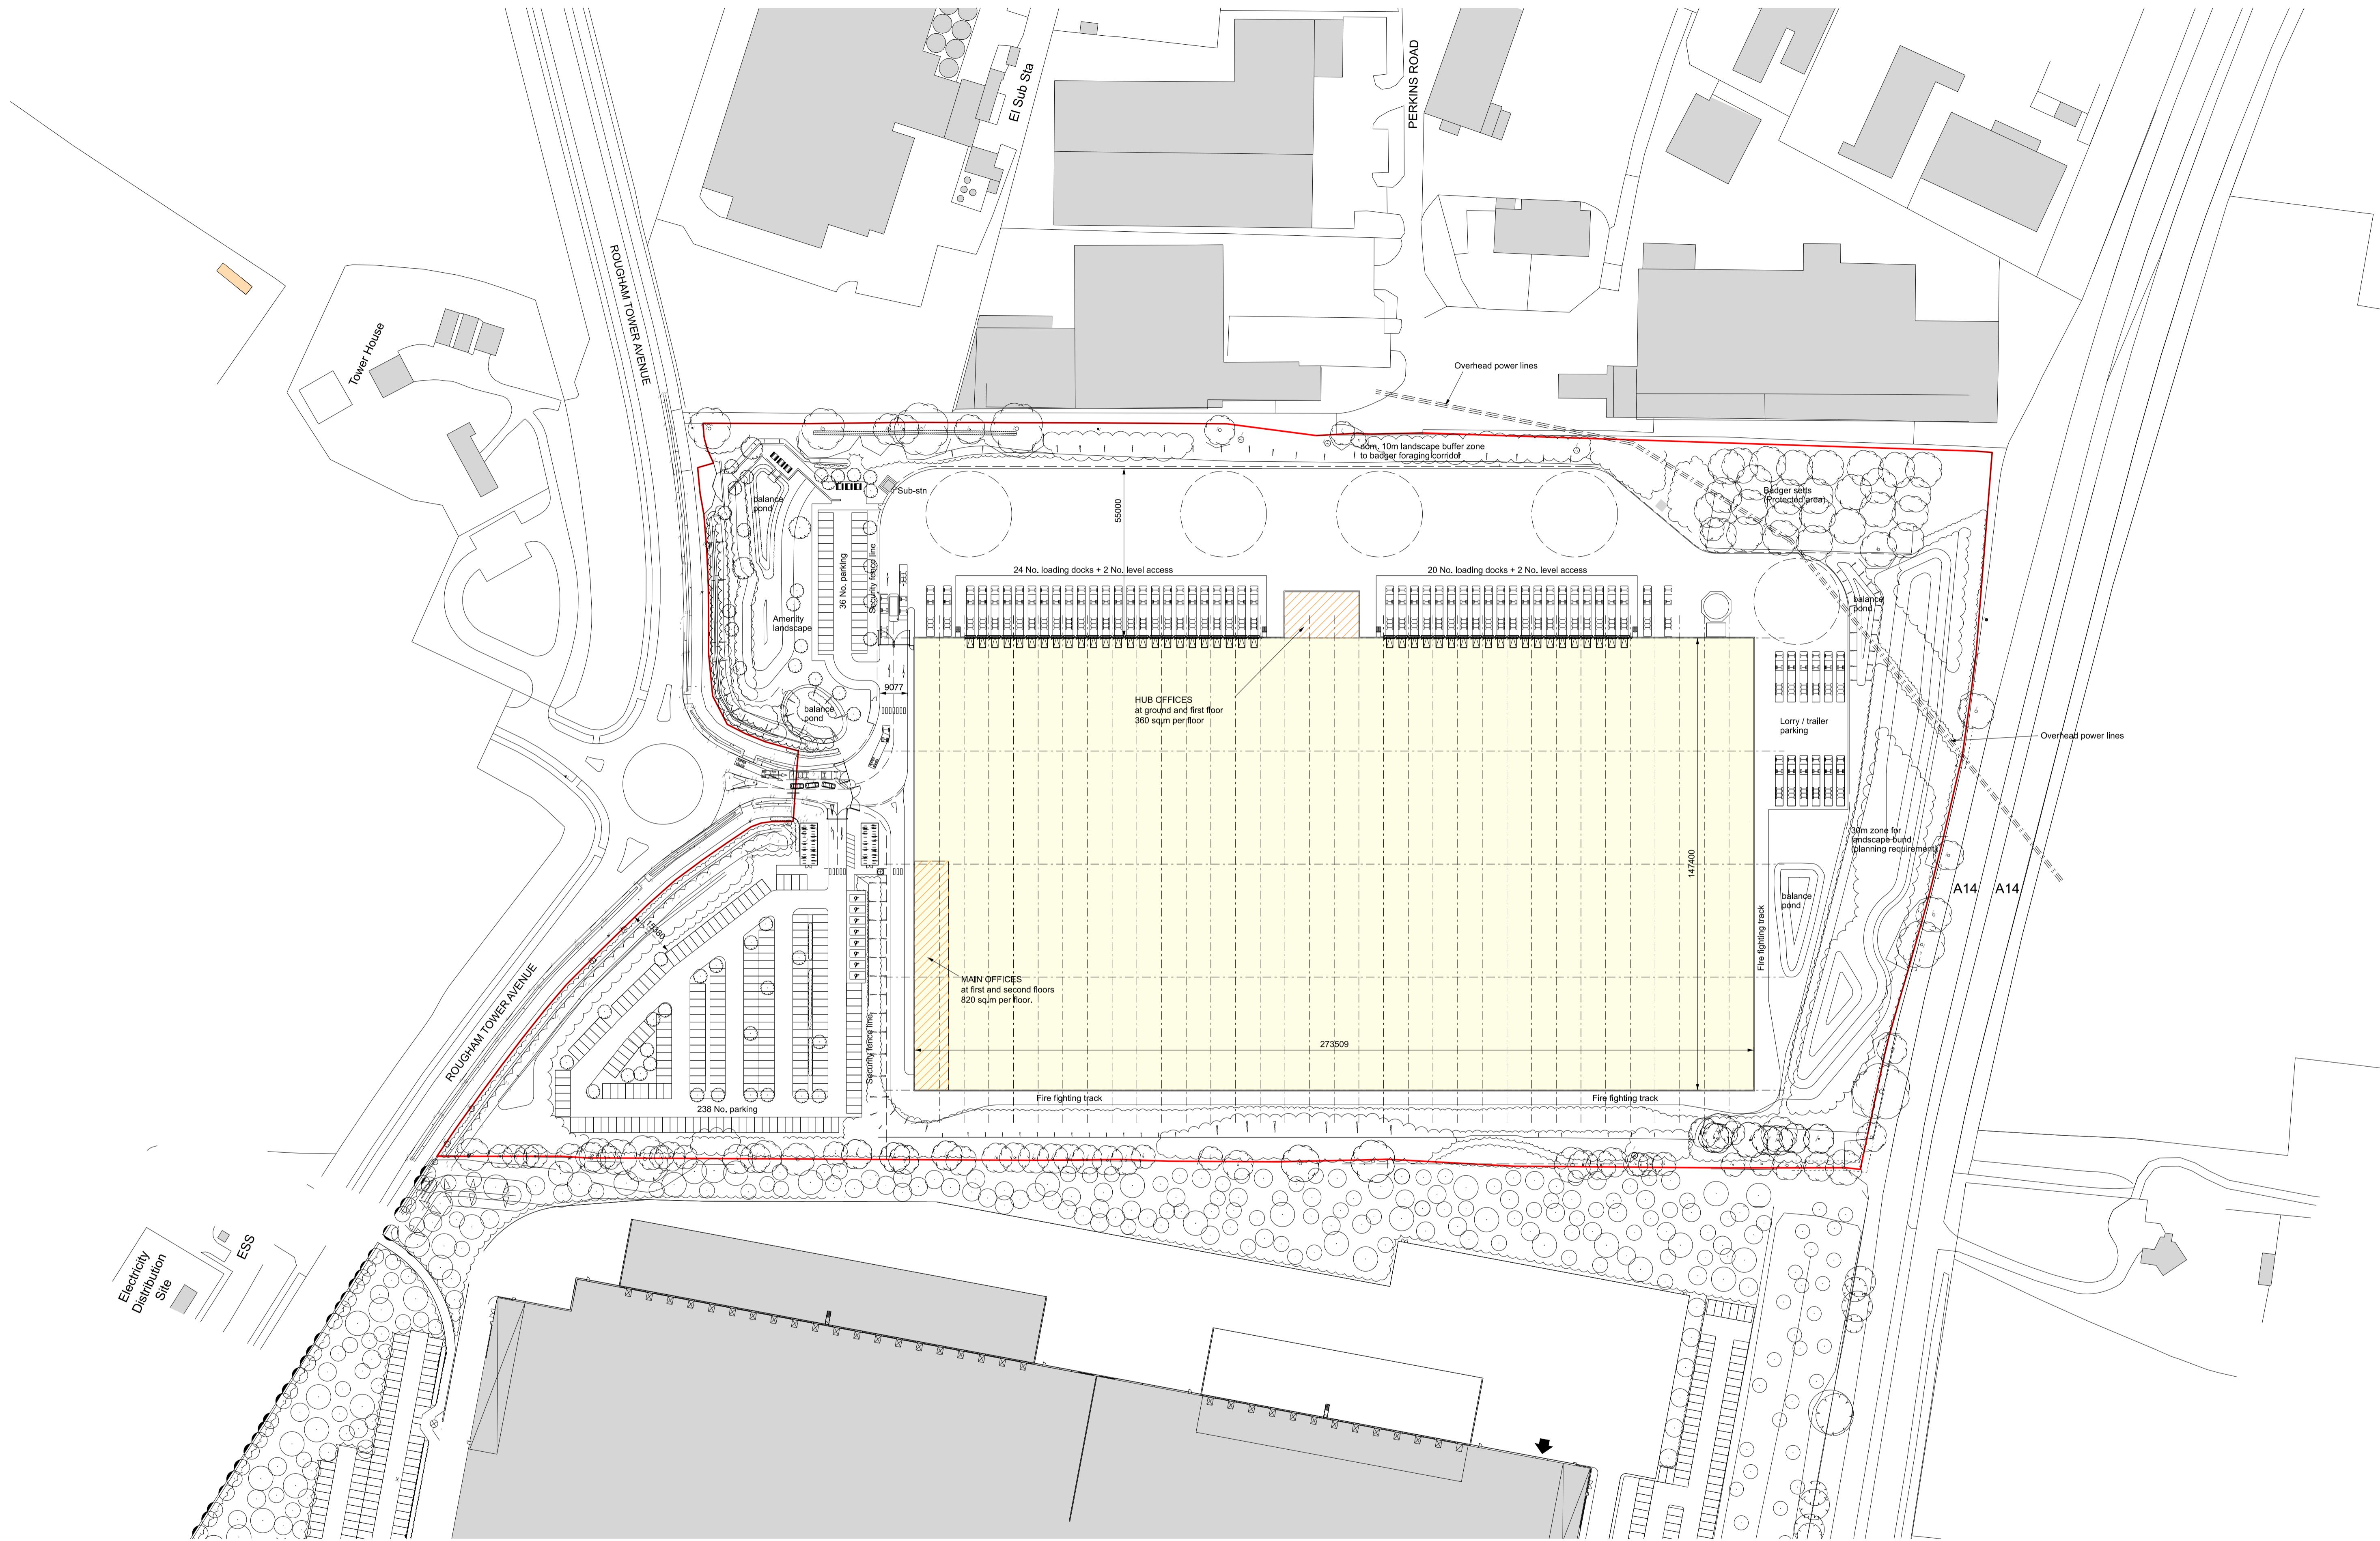 El Sub Sta
PERKINS ROAD
ROUGHAM TOWER AVENUE
Tower House
Overhead power lines
nom. 10m landscape buffer zone
to badger foraging corridor
Badger setts
(Protected area)
Sub-stn
balance
pond
55000
36 No. parking
Security fence line
24 No. loading docks + 2 No. level access
20 No. loading docks + 2 No. level access
balance
pond
Amenity
landscape
9077
HUB OFFICES
at ground and first floor
360 sq.m per floor
balance
pond
Lorry / trailer
parking
Overhead power lines
30m zone for
landscape bund
(planning requirement)
147400
A14
A14
balance
pond
Fire fighting track
15380
MAIN OFFICES
at first and second floors
820 sq.m per floor.
ROUGHAM TOWER AVENUE
Security fence line
273509
Fire fighting track
Fire fighting track
238 No. parking
ESS
Electricity
Distribution
Site
x